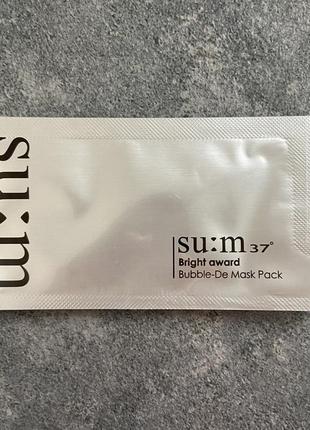 su:m
su:m37°
Bright award
Bubble-De Mask Pack